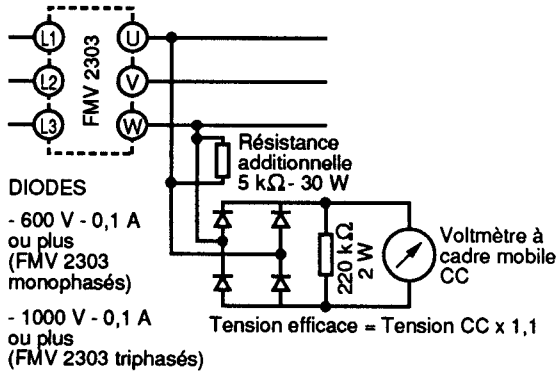 L1
U
L2
V
L3
W
FMV 2303
Résistance
additionnelle
5 kΩ - 30 W
DIODES
- 600 V - 0,1 A
ou plus
(FMV 2303
monophasés)
- 1000 V - 0,1 A
ou plus
(FMV 2303 triphasés)
220 kΩ
2 W
Voltmètre à
cadre mobile
CC
Tension efficace = Tension CC x 1,1